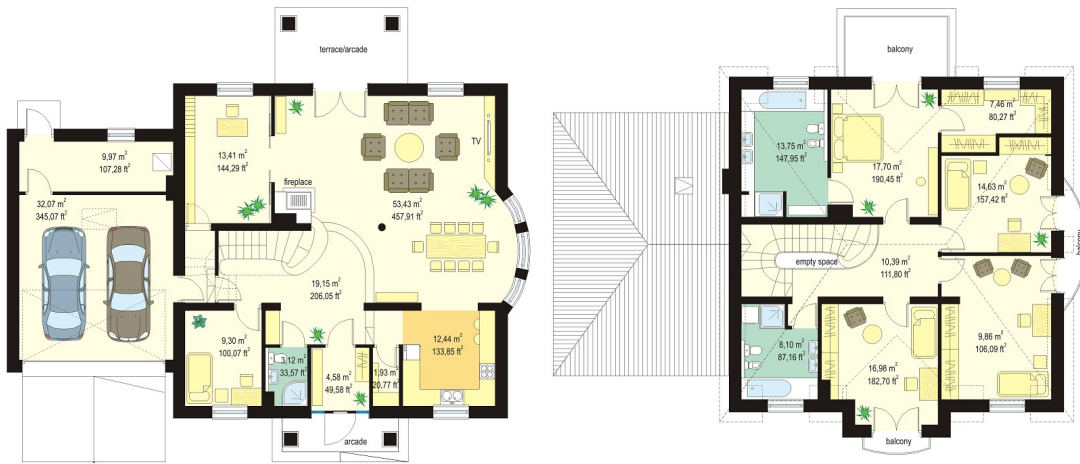 terrace/arcade
13,41 m²
144,29 ft²
TV
9,97 m²
107,28 ft²
fireplace
53,43 m²
457,91 ft²
32,07 m²
345,07 ft²
19,15 m²
206,05 ft²
9,30 m²
100,07 ft²
3,12 m²
33,57 ft²
4,58 m²
49,58 ft²
1,93 m²
20,77 ft²
12,44 m²
133,85 ft²
arcade
balcony
7,46 m²
80,27 ft²
13,75 m²
147,95 ft²
17,70 m²
190,45 ft²
14,63 m²
157,42 ft²
balcony
empty space
10,39 m²
111,80 ft²
8,10 m²
87,16 ft²
16,98 m²
182,70 ft²
9,86 m²
106,09 ft²
balcony